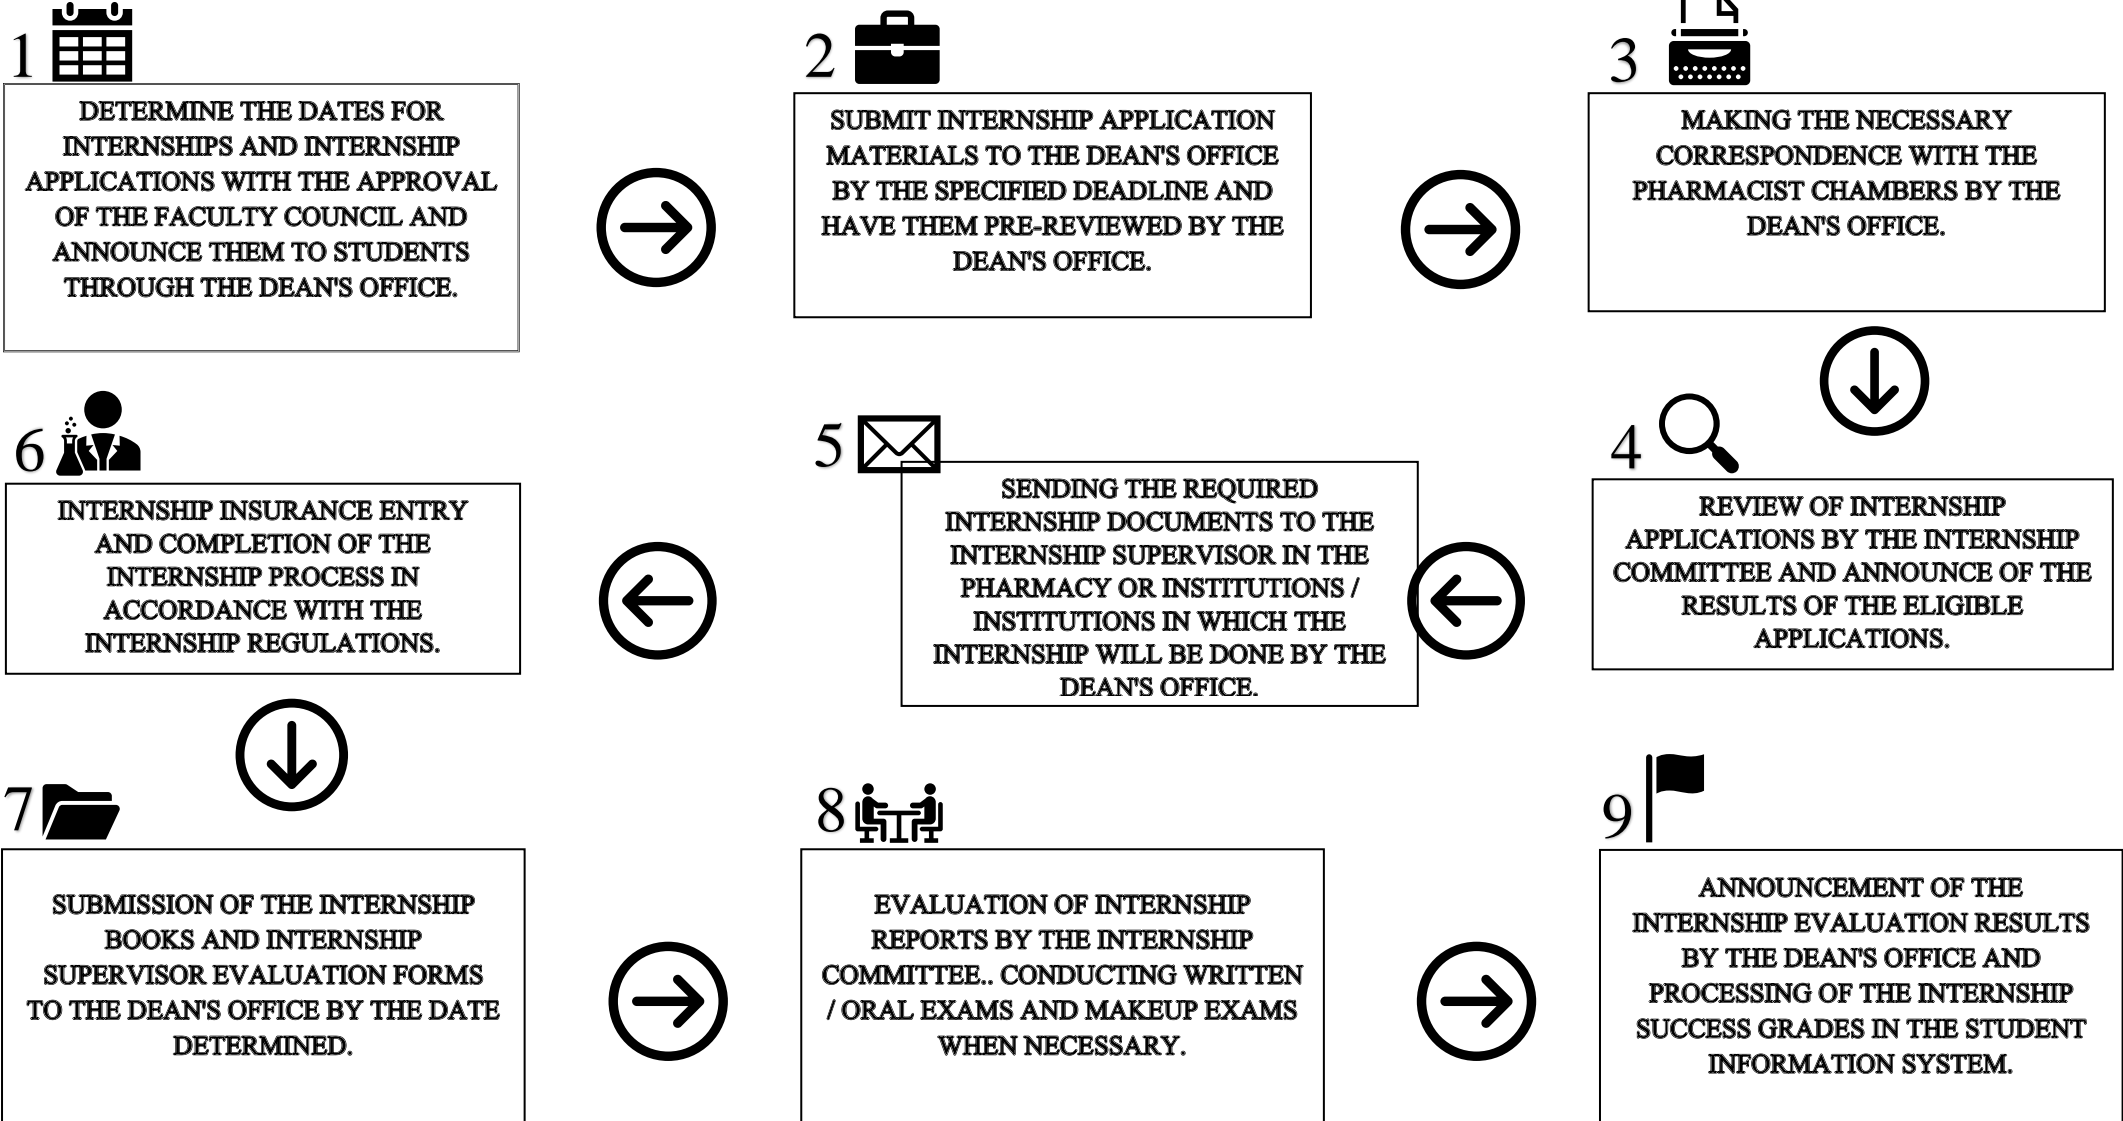 1
DETERMINE THE DATES FOR
INTERNSHIPS AND INTERNSHIP
APPLICATIONS WITH THE APPROVAL
OF THE FACULTY COUNCIL AND
ANNOUNCE THEM TO STUDENTS
THROUGH THE DEAN'S OFFICE.
2
SUBMIT INTERNSHIP APPLICATION
MATERIALS TO THE DEAN'S OFFICE
BY THE SPECIFIED DEADLINE AND
HAVE THEM PRE-REVIEWED BY THE
DEAN'S OFFICE.
3
MAKING THE NECESSARY
CORRESPONDENCE WITH THE
PHARMACIST CHAMBERS BY THE
DEAN'S OFFICE.
4
REVIEW OF INTERNSHIP
APPLICATIONS BY THE INTERNSHIP
COMMITTEE AND ANNOUNCE OF THE
RESULTS OF THE ELIGIBLE
APPLICATIONS.
5
SENDING THE REQUIRED
INTERNSHIP DOCUMENTS TO THE
INTERNSHIP SUPERVISOR IN THE
PHARMACY OR INSTITUTIONS /
INSTITUTIONS IN WHICH THE
INTERNSHIP WILL BE DONE BY THE
DEAN'S OFFICE.
6
INTERNSHIP INSURANCE ENTRY
AND COMPLETION OF THE
INTERNSHIP PROCESS IN
ACCORDANCE WITH THE
INTERNSHIP REGULATIONS.
7
SUBMISSION OF THE INTERNSHIP
BOOKS AND INTERNSHIP
SUPERVISOR EVALUATION FORMS
TO THE DEAN'S OFFICE BY THE DATE
DETERMINED.
8
EVALUATION OF INTERNSHIP
REPORTS BY THE INTERNSHIP
COMMITTEE.. CONDUCTING WRITTEN
/ ORAL EXAMS AND MAKEUP EXAMS
WHEN NECESSARY.
9
ANNOUNCEMENT OF THE
INTERNSHIP EVALUATION RESULTS
BY THE DEAN'S OFFICE AND
PROCESSING OF THE INTERNSHIP
SUCCESS GRADES IN THE STUDENT
INFORMATION SYSTEM.